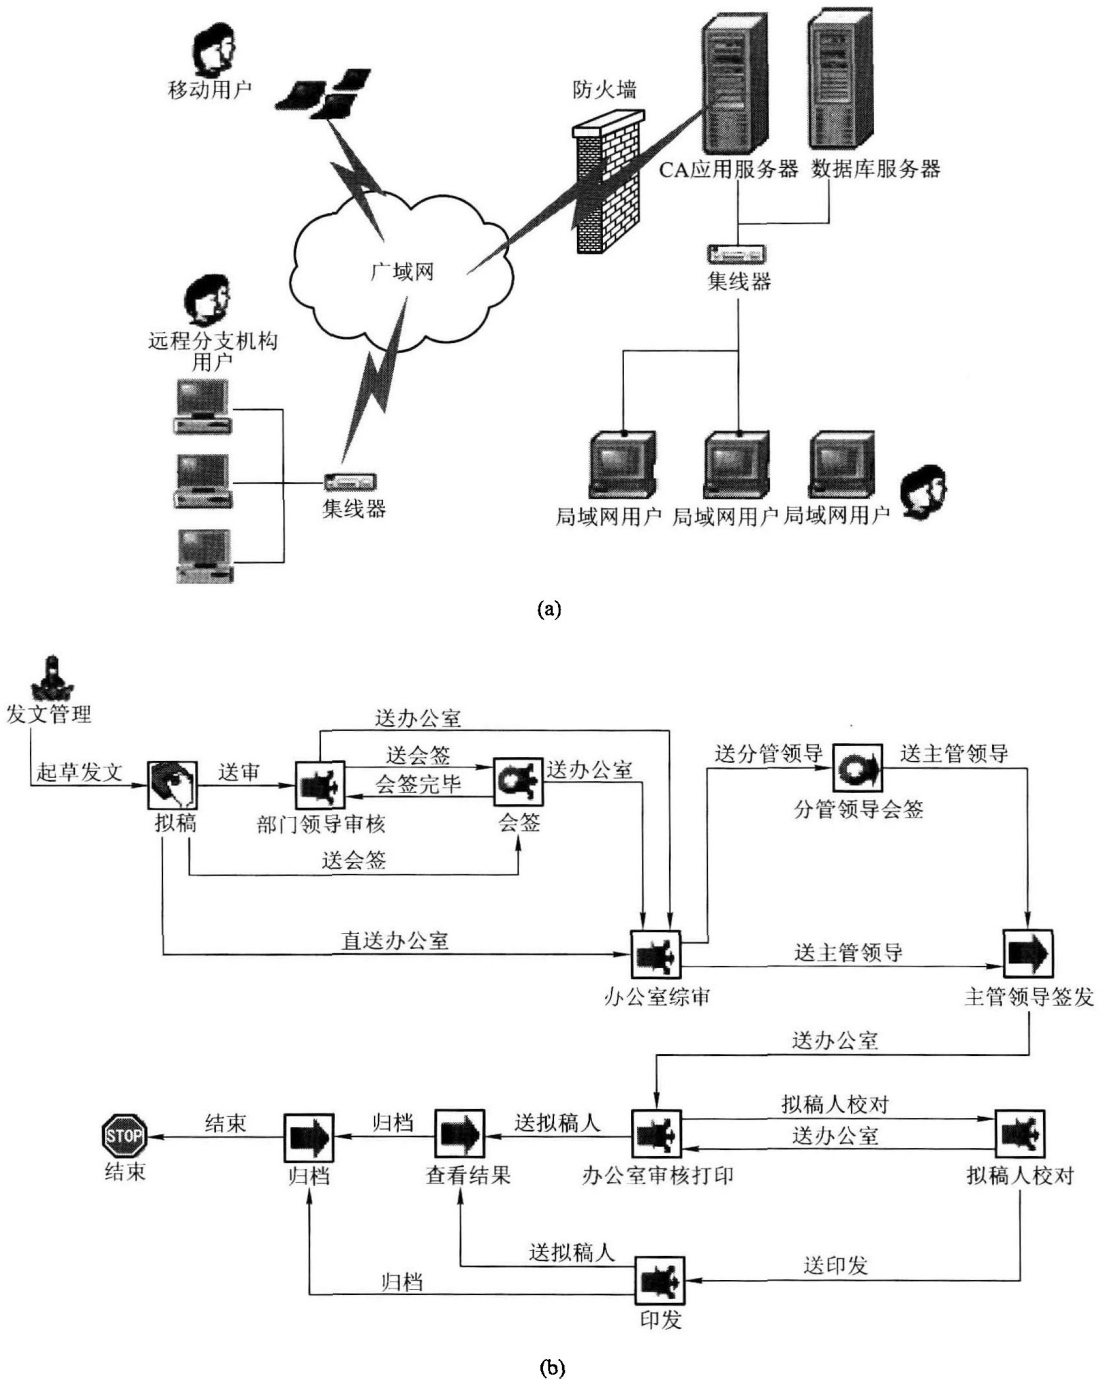 移动用户
防火墙
CA应用服务器
数据库服务器
广域网
集线器
远程分支机构
用户
集线器
局域网用户
局域网用户
局域网用户
(a)
发文管理
送办公室
送会签
会签完毕
送办公室
送分管领导
送主管领导
起草发文
送审
拟稿
部门领导审核
会签
分管领导会签
送会签
直送办公室
送主管领导
办公室综审
主管领导签发
送办公室
拟稿人校对
送办公室
结束
归档
送拟稿人
STOP
结束
归档
查看结果
办公室审核打印
拟稿人校对
送拟稿人
归档
送印发
印发
(b)